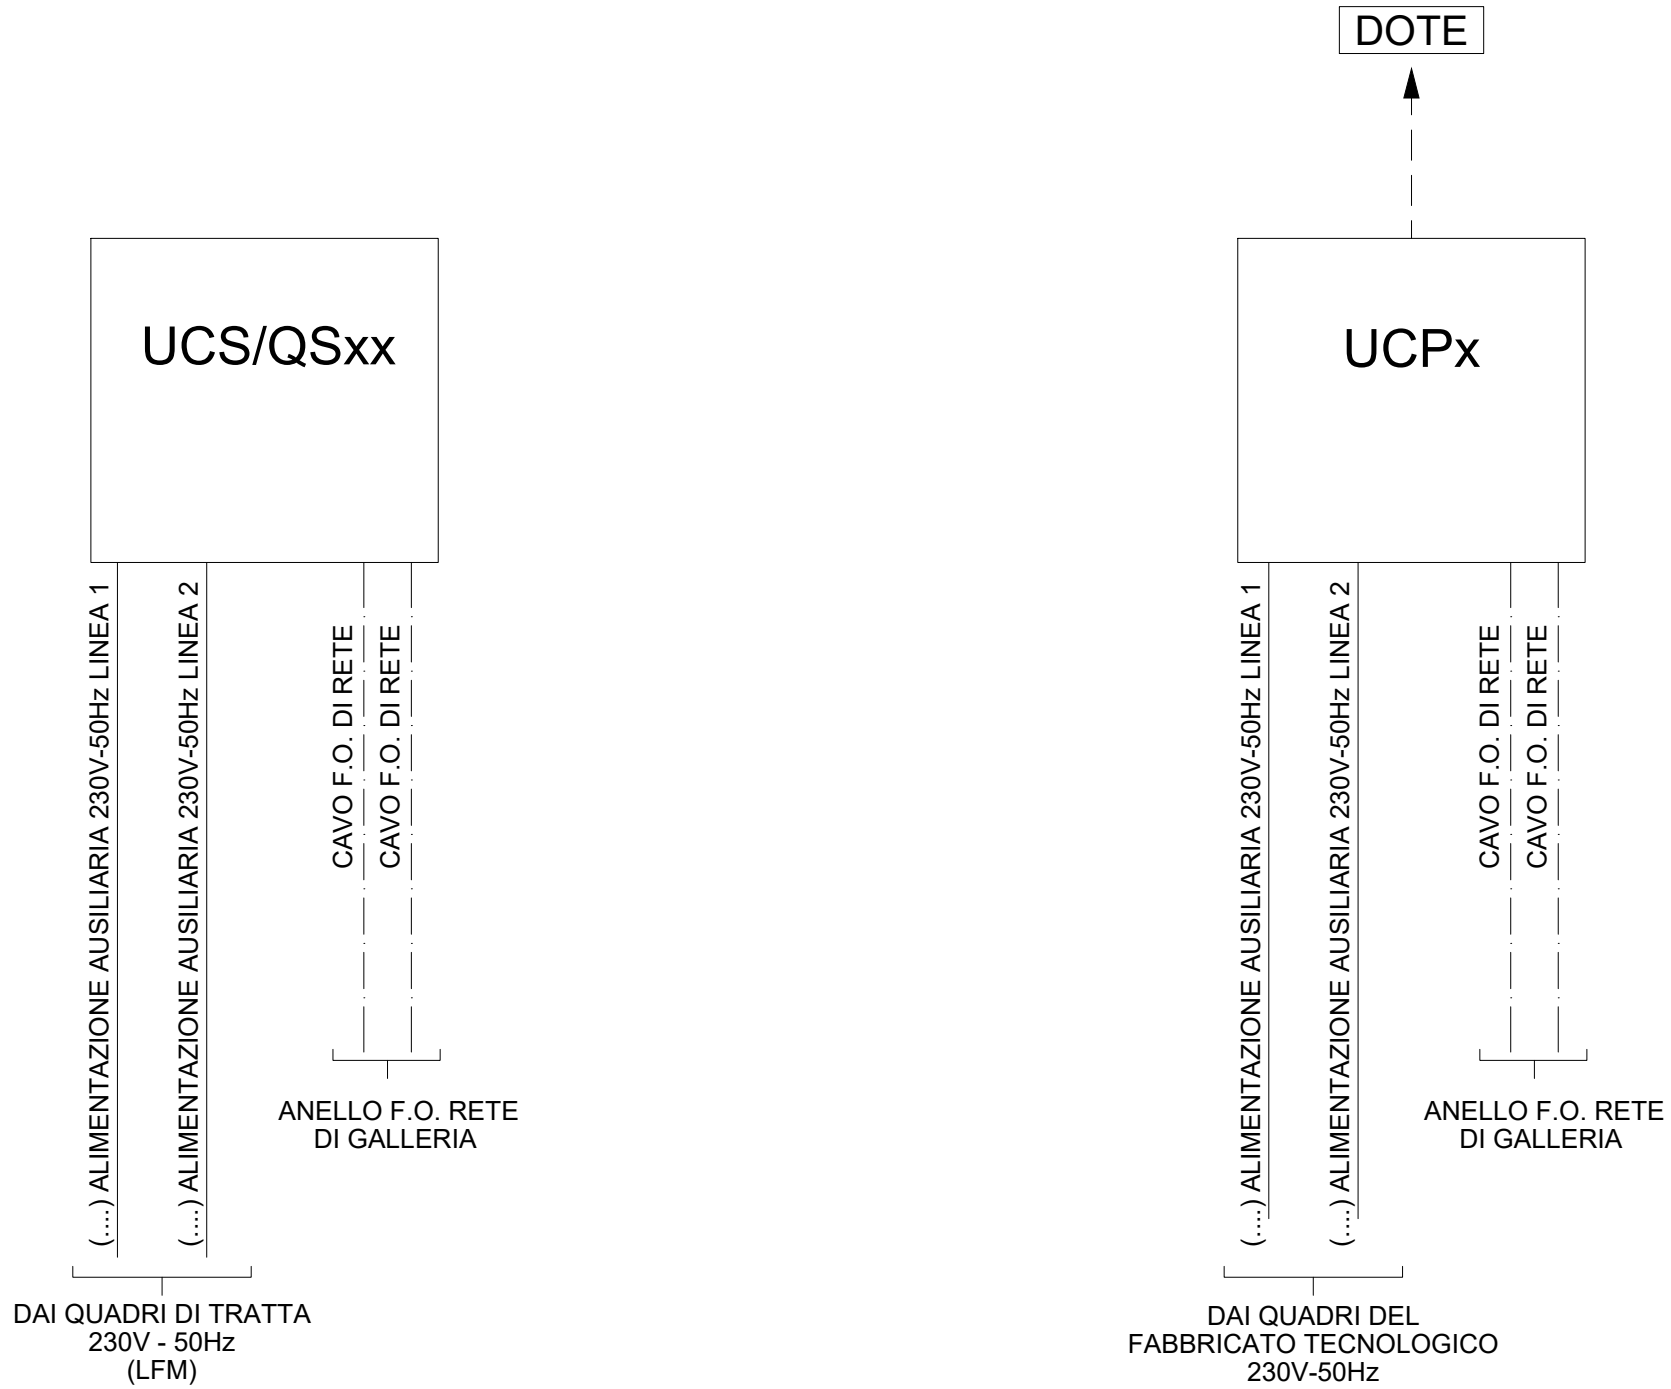 DOTE
UCS/QSxx
UCPx
(....) ALIMENTAZIONE AUSILIARIA 230V-50Hz LINEA 1
(....) ALIMENTAZIONE AUSILIARIA 230V-50Hz LINEA 2
CAVO F.O. DI RETE
CAVO F.O. DI RETE
(....) ALIMENTAZIONE AUSILIARIA 230V-50Hz LINEA 1
(....) ALIMENTAZIONE AUSILIARIA 230V-50Hz LINEA 2
CAVO F.O. DI RETE
CAVO F.O. DI RETE
ANELLO F.O. RETE
DI GALLERIA
ANELLO F.O. RETE
DI GALLERIA
DAI QUADRI DI TRATTA
230V - 50Hz
(LFM)
DAI QUADRI DEL
FABBRICATO TECNOLOGICO
230V-50Hz